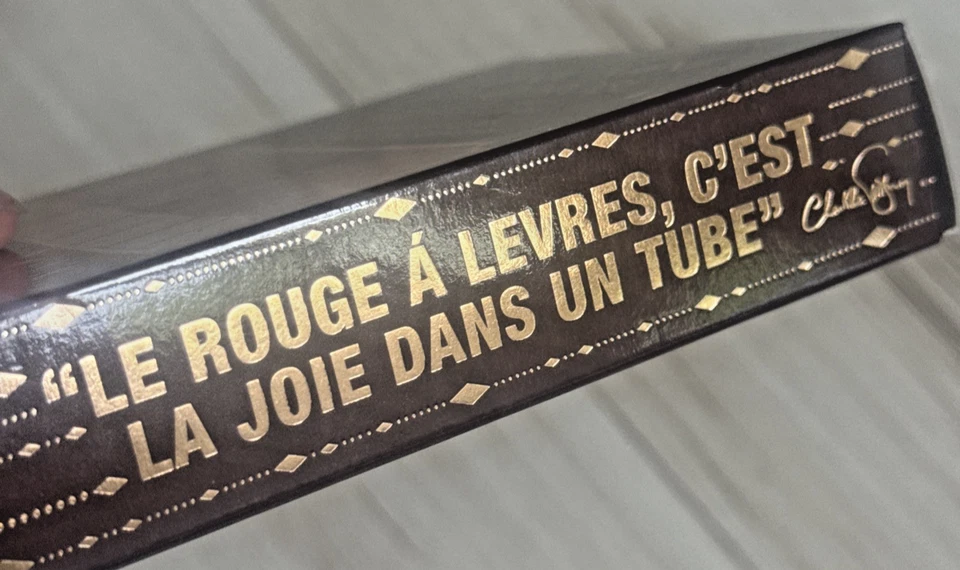 “LE ROUGE Á LEVRES, C’EST
LA JOIE DANS UN TUBE”